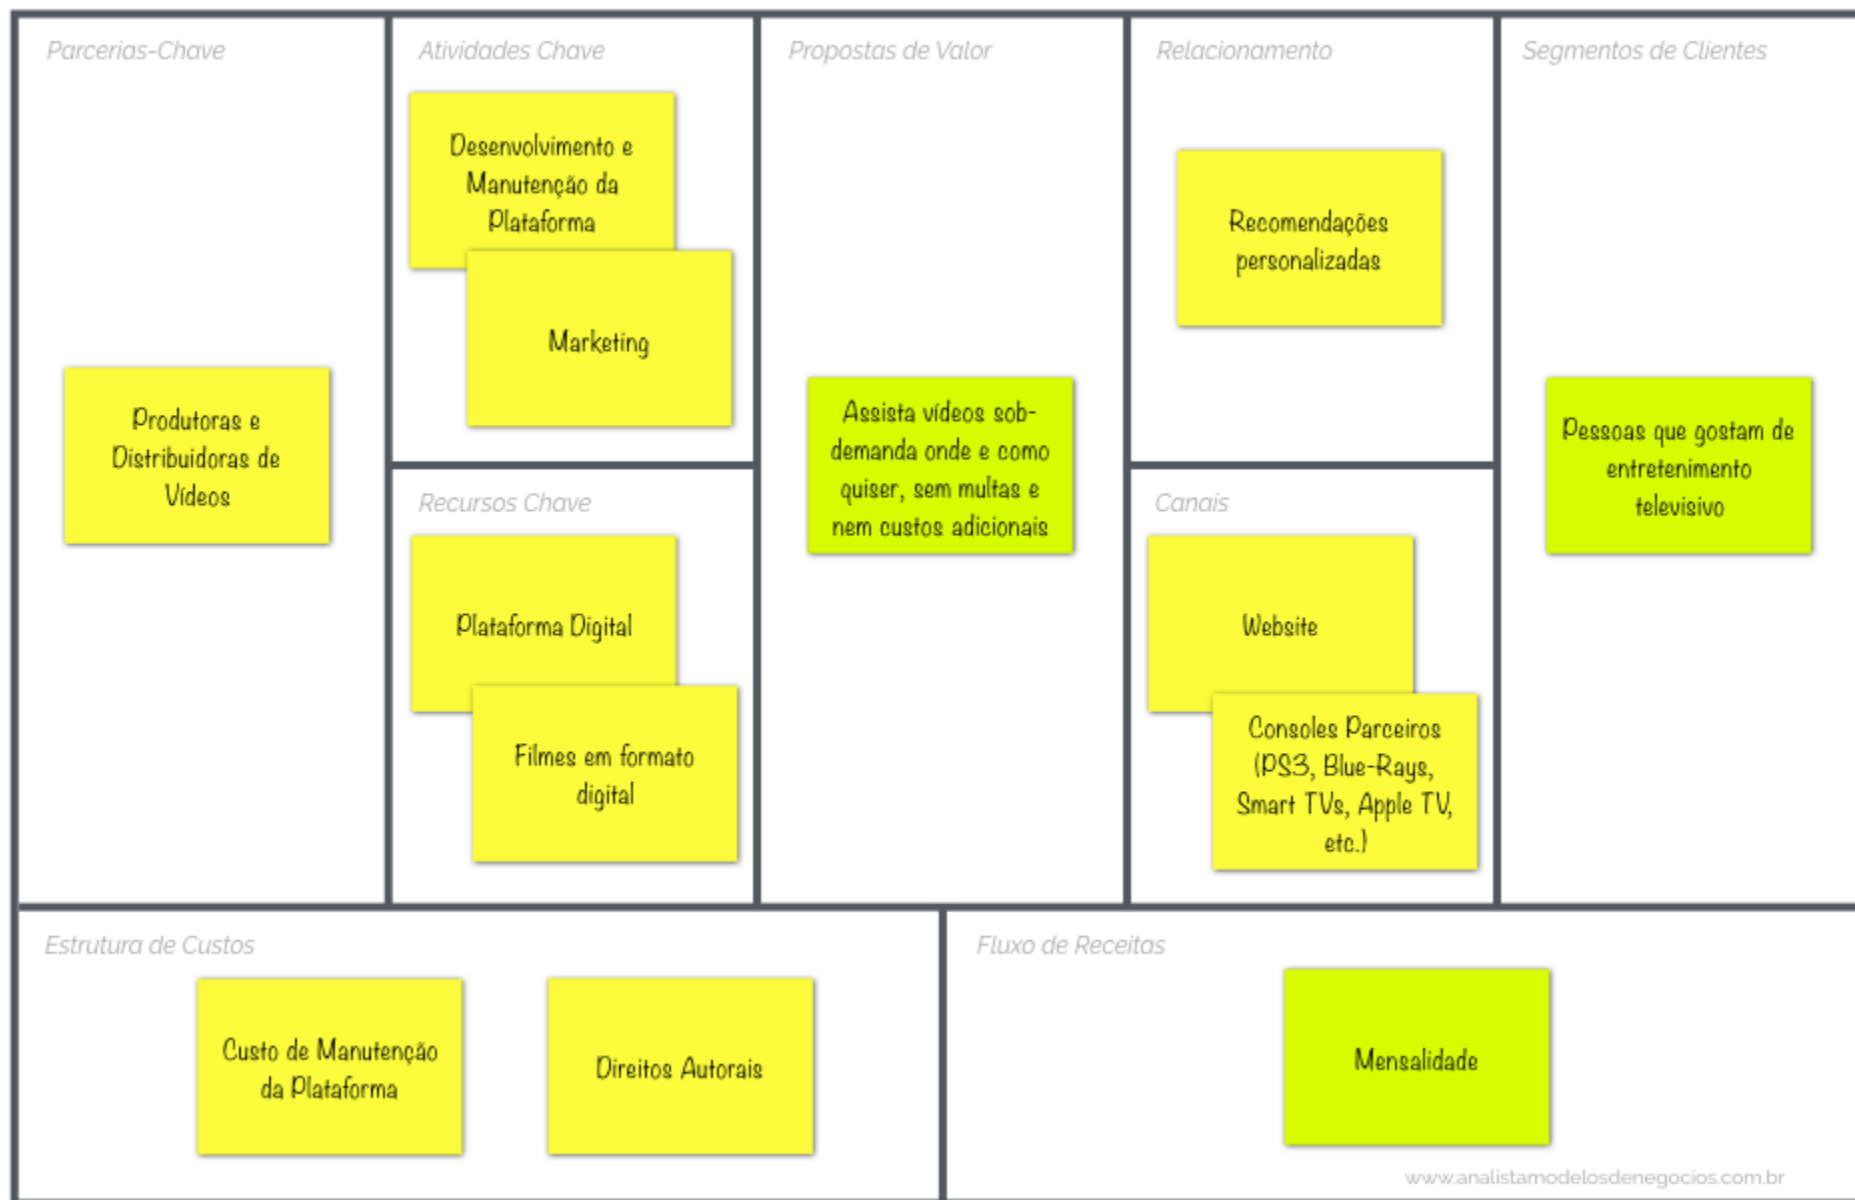 Parcerias-Chave
Produtoras e
Distribuidoras de
Vídeos
Atividades Chave
Desenvolvimento e
Manutenção da
Plataforma
Marketing
Recursos Chave
Plataforma Digital
Filmes em formato
digital
Propostas de Valor
Assista vídeos sob-
demanda onde e como
quiser, sem multas e
nem custos adicionais
Relacionamento
Recomendações
personalizadas
Canais
Website
Consoles Parceiros
(PS3, Blue-Rays,
Smart TVs, Apple TV,
etc.)
Segmentos de Clientes
Pessoas que gostam de
entretenimento
televisivo
Estrutura de Custos
Custo de Manutenção
da Plataforma
Direitos Autorais
Fluxo de Receitas
Mensalidade
www.analistamodelosdenegocios.com.br